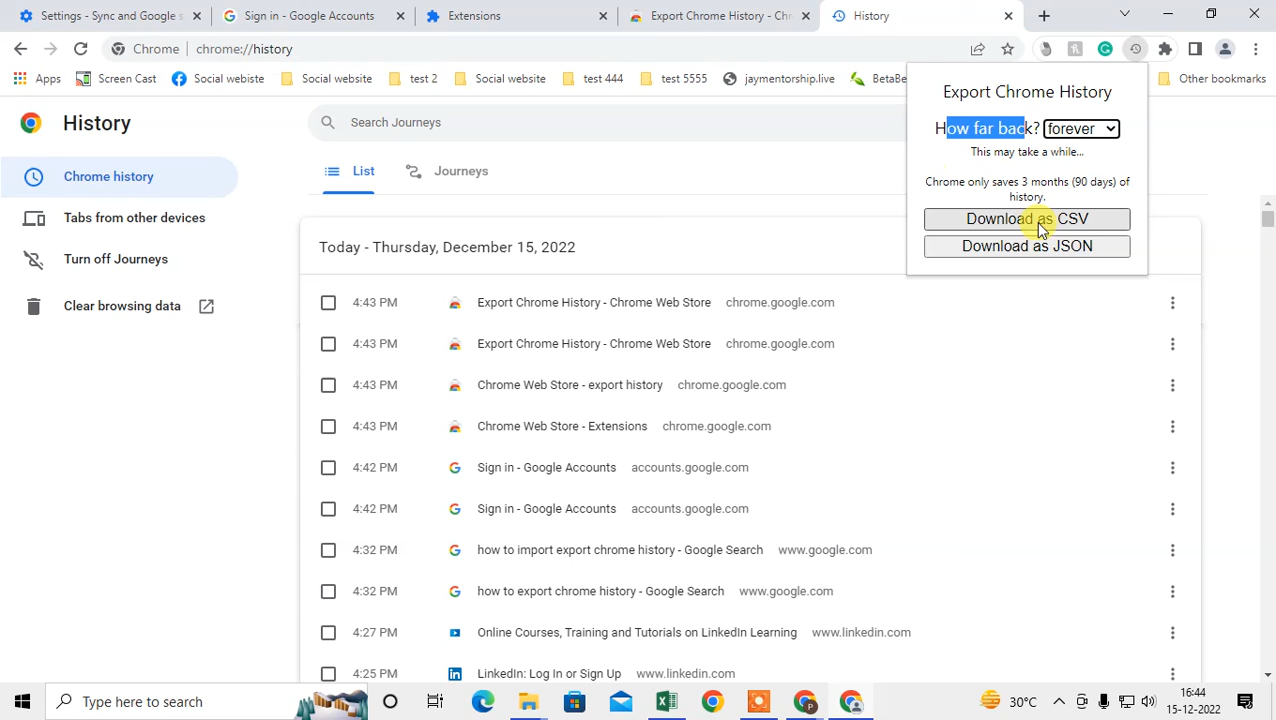 Settings - Sync and Google s
Sign in - Google Accounts
Extensions
Export Chrome History - Chr
History
Chrome | chrome://history
Apps
Screen Cast
Social webiste
Social website
test 2
Social website
test 444
test 5555
jaymentorship.live
BetaBe
Other bookmarks
Export Chrome History
How far back? forever
This may take a while...
Chrome only saves 3 months (90 days) of
history.
Download as CSV
Download as JSON
History
Search Journeys
Chrome history
Tabs from other devices
Turn off Journeys
Clear browsing data
List
Journeys
Today - Thursday, December 15, 2022
4:43 PM Export Chrome History - Chrome Web Store chrome.google.com
4:43 PM Export Chrome History - Chrome Web Store chrome.google.com
4:43 PM Chrome Web Store - export history chrome.google.com
4:43 PM Chrome Web Store - Extensions chrome.google.com
4:42 PM Sign in - Google Accounts accounts.google.com
4:42 PM Sign in - Google Accounts accounts.google.com
4:32 PM how to import export chrome history - Google Search www.google.com
4:32 PM how to export chrome history - Google Search www.google.com
4:27 PM Online Courses, Training and Tutorials on LinkedIn Learning www.linkedin.com
4:25 PM LinkedIn: Log In or Sign Up www.linkedin.com
Type here to search
30°C
16:44
15-12-2022